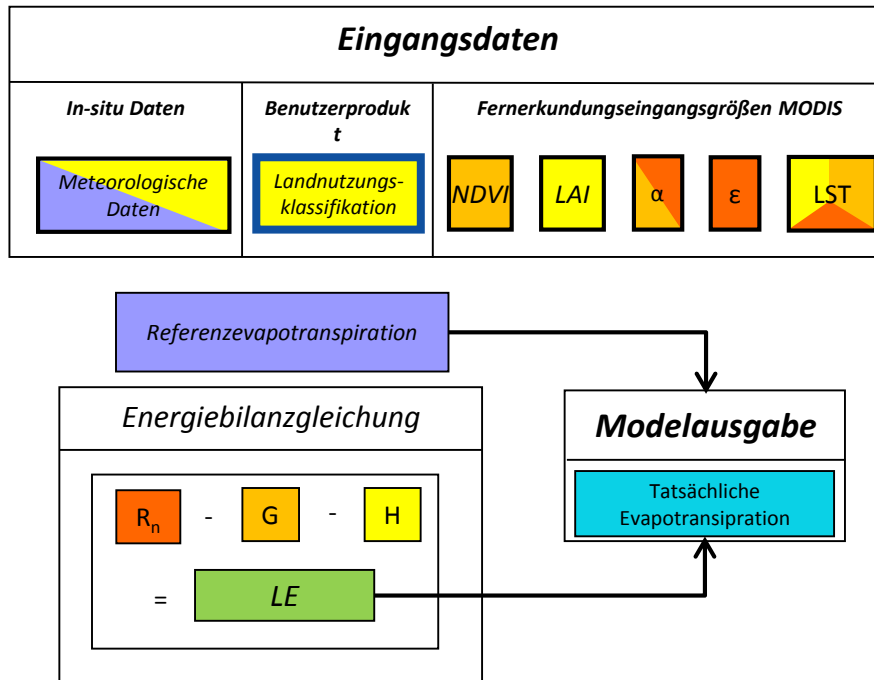 Eingangsdaten
In-situ Daten
Benutzerproduk
t
Fernerkundungseingangsgrößen MODIS
Meteorologische
Daten
Landnutzungs-
klassifikation
NDVI
LAI
α
ε
LST
Referenzevapotranspiration
Energiebilanzgleichung
Modelausgabe
Tatsächliche
Evapotransipration
Rn - G - H
= LE